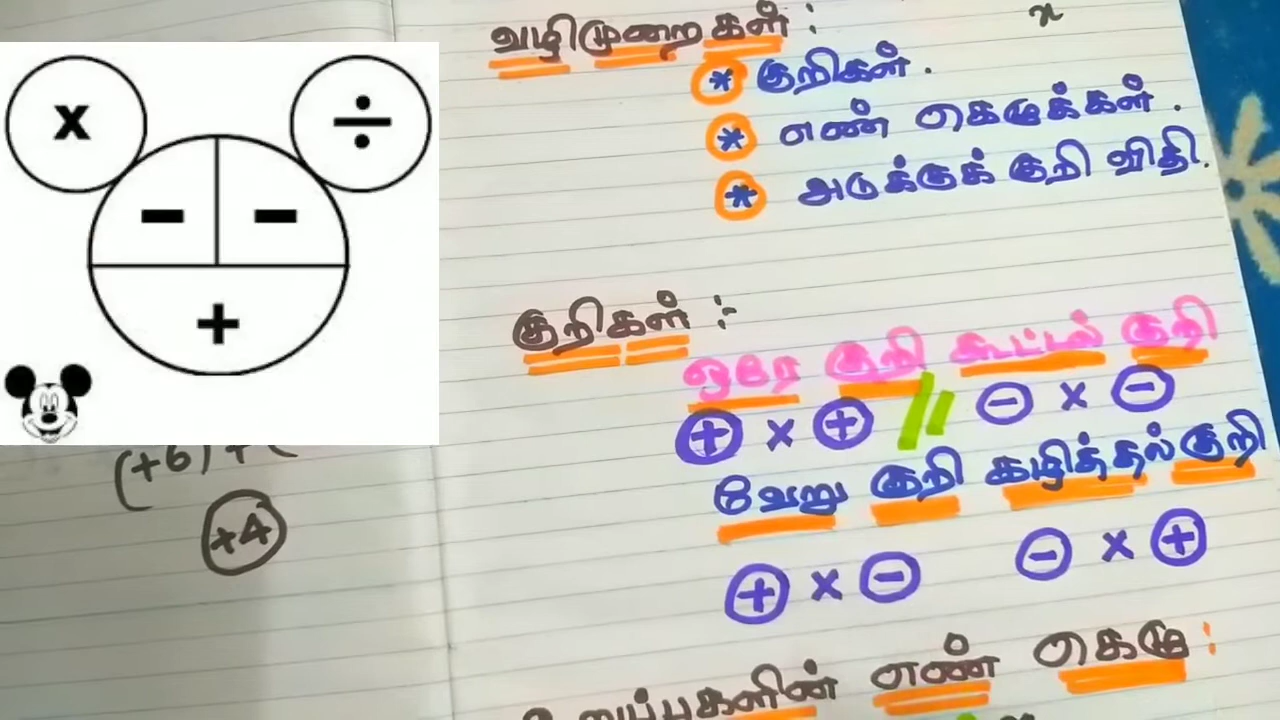 x ÷
- -
+
(+6) + (
+4
வழிமுறைகள் :
x
* குறிகள் .
* எண் கெழுக்கள் .
* அடுக்குக் குறி விதி .
குறிகள் :-
ஒரே குறி கூட்டல் குறி
+ x + // - x -
வேறு குறி கழித்தல் குறி
+ x - - x +
எண் கெழு :